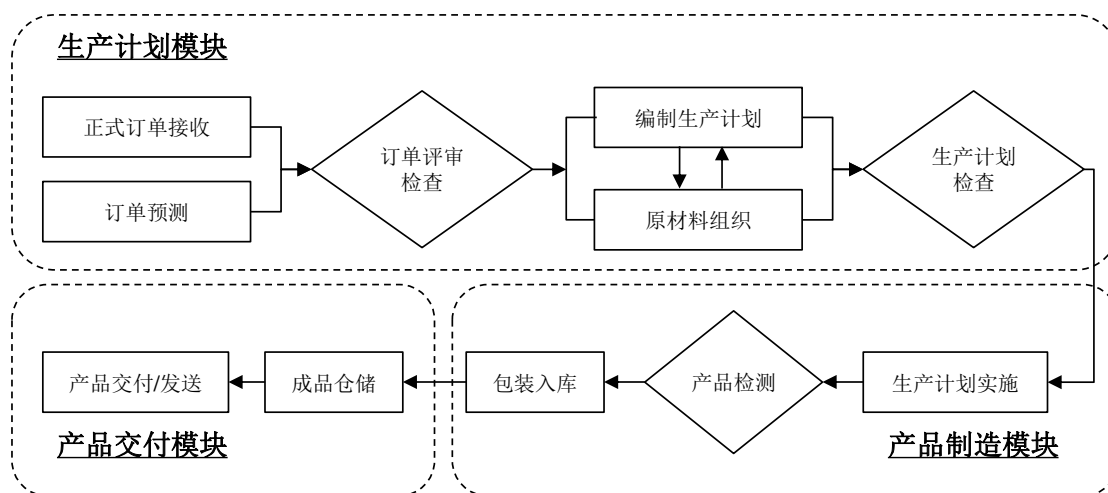 生产计划模块
正式订单接收
订单预测
订单评审
检查
编制生产计划
原材料组织
生产计划
检查
生产计划实施
产品检测
包装入库
成品仓储
产品交付/发送
产品制造模块
产品交付模块